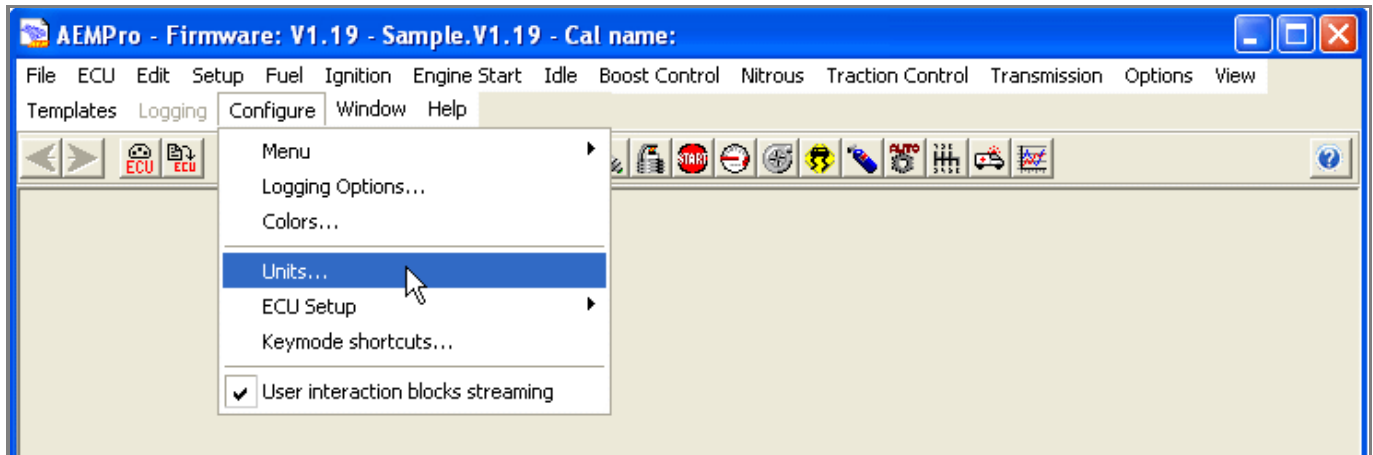 AEMPro - Firmware: V1.19 - Sample.V1.19 - Cal name:
File ECU Edit Setup Fuel Ignition Engine Start Idle Boost Control Nitrous Traction Control Transmission Options View
Templates Logging Configure Window Help
ECU ECU START AUTO
Menu
Logging Options...
Colors...
Units...
ECU Setup
Keymode shortcuts...
User interaction blocks streaming